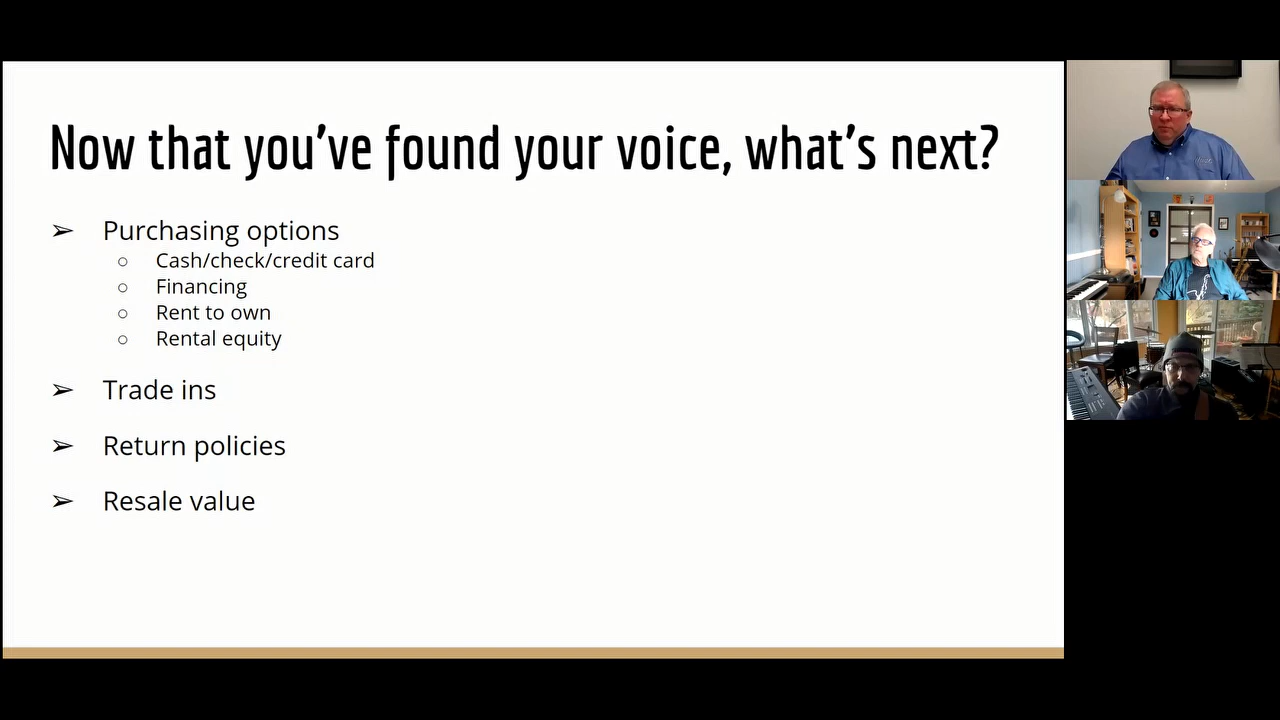 Now that you've found your voice, what's next?
➢ Purchasing options
○ Cash/check/credit card
○ Financing
○ Rent to own
○ Rental equity
➢ Trade ins
➢ Return policies
➢ Resale value